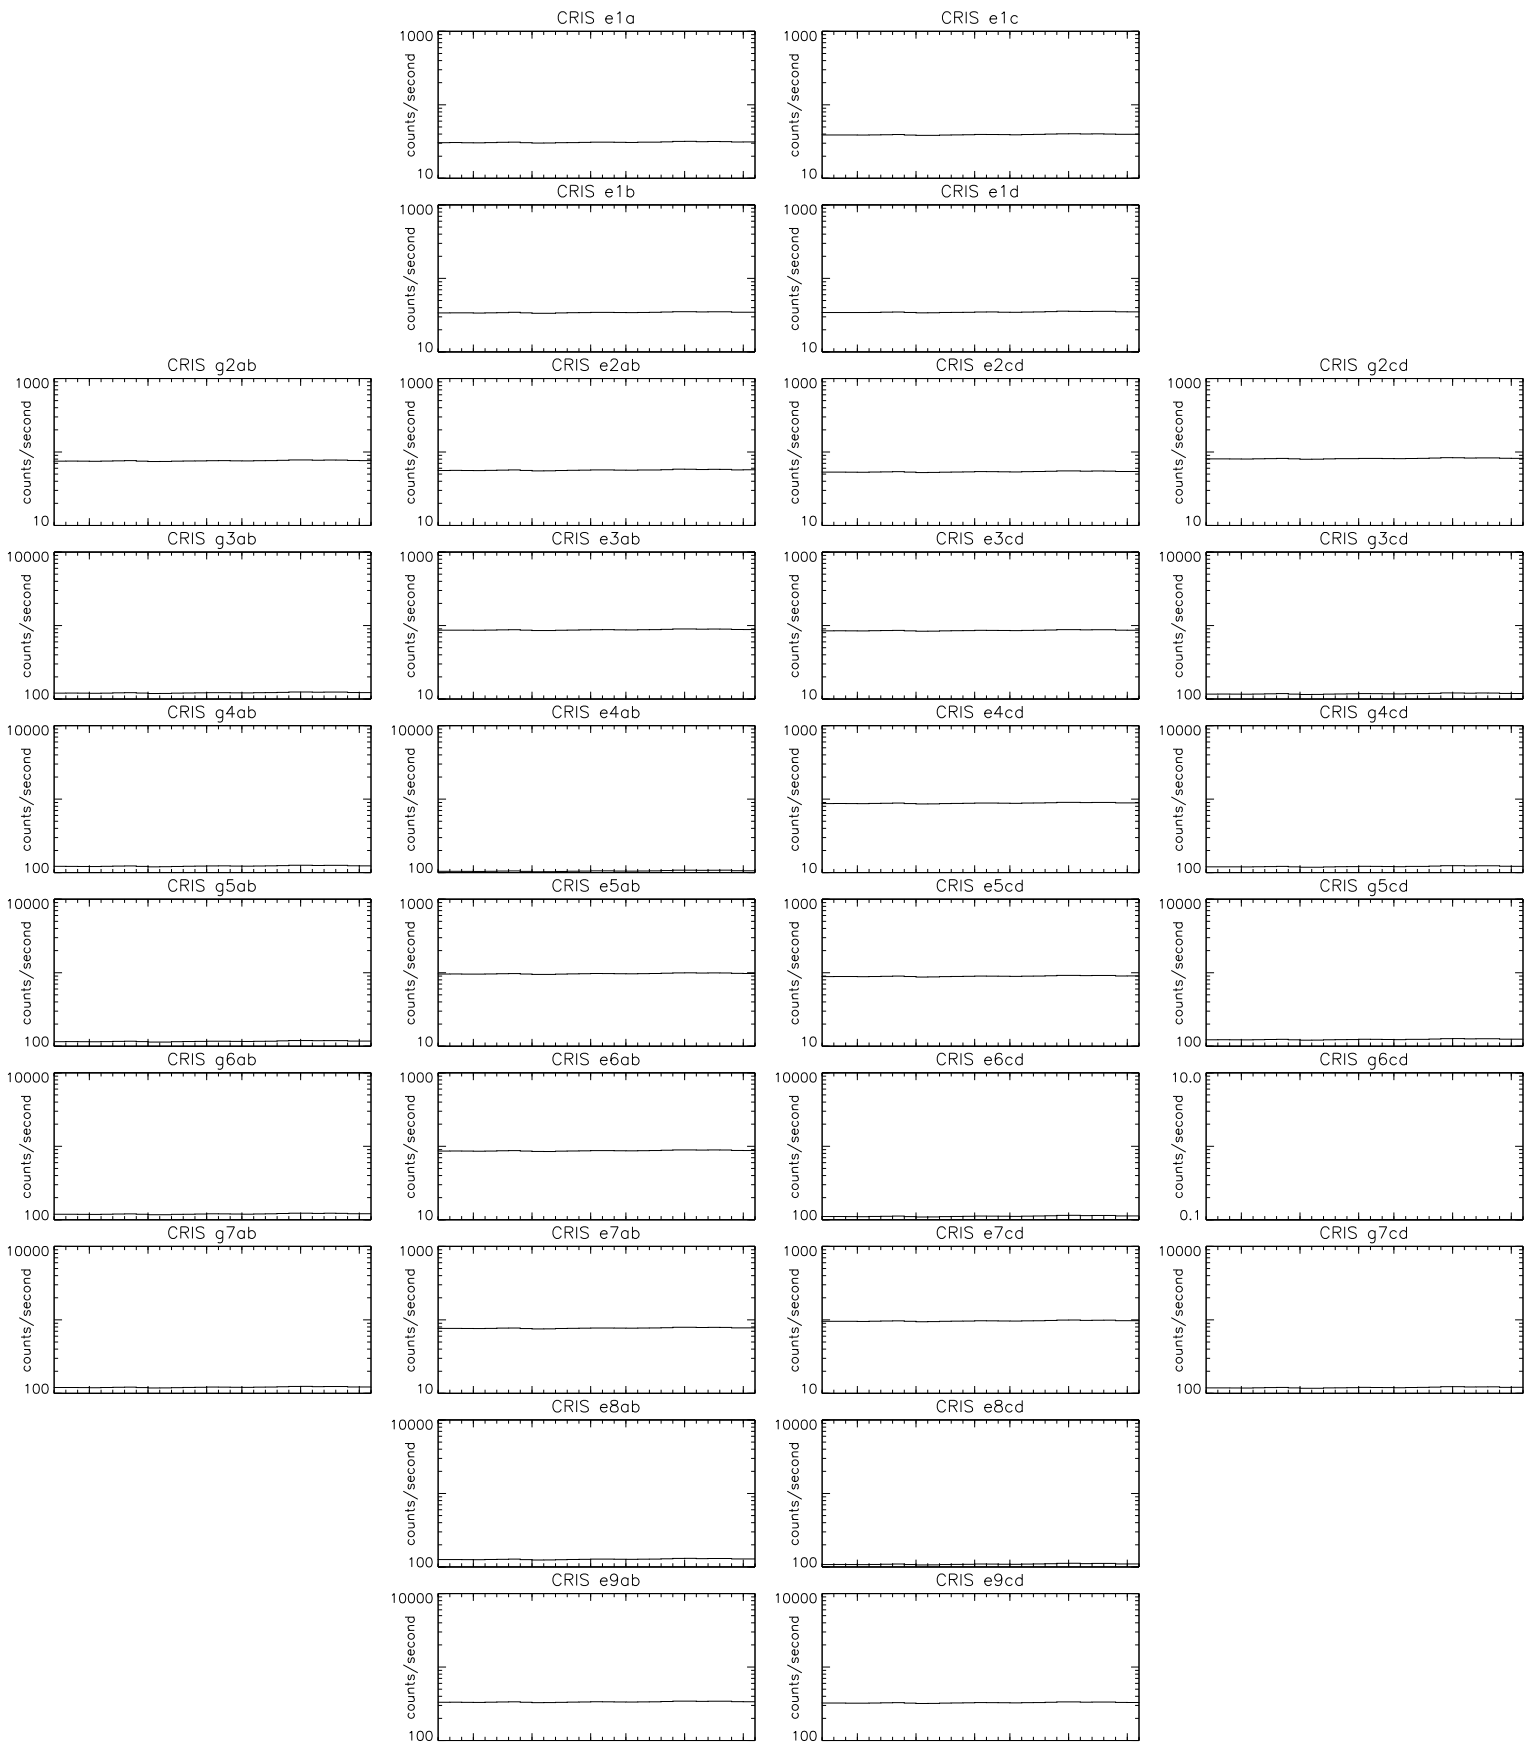 CRIS e1a CRIS e1c
1000 1000
counts/second counts/second
10 10
CRIS e1b CRIS e1d
1000 1000
counts/second counts/second
10 10
CRIS g2ab CRIS e2ab CRIS e2cd CRIS g2cd
1000 1000 1000 1000
counts/second counts/second counts/second counts/second
10 10 10 10
CRIS g3ab CRIS e3ab CRIS e3cd CRIS g3cd
10000 1000 1000 10000
counts/second counts/second counts/second counts/second
100 10 10 100
CRIS g4ab CRIS e4ab CRIS e4cd CRIS g4cd
10000 10000 1000 10000
counts/second counts/second counts/second counts/second
100 100 10 100
CRIS g5ab CRIS e5ab CRIS e5cd CRIS g5cd
10000 1000 1000 10000
counts/second counts/second counts/second counts/second
100 10 10 100
CRIS g6ab CRIS e6ab CRIS e6cd CRIS g6cd
10000 1000 10000 10.0
counts/second counts/second counts/second counts/second
100 10 100 0.1
CRIS g7ab CRIS e7ab CRIS e7cd CRIS g7cd
10000 1000 1000 10000
counts/second counts/second counts/second counts/second
100 10 10 100
CRIS e8ab CRIS e8cd
10000 10000
counts/second counts/second
100 100
CRIS e9ab CRIS e9cd
10000 10000
counts/second counts/second
100 100